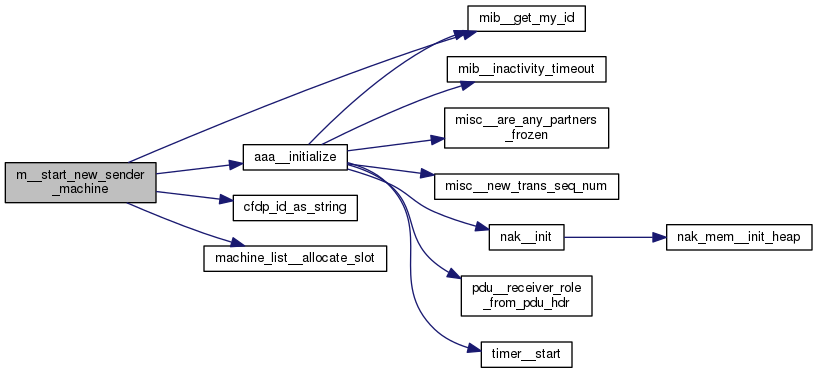 mib__get_my_id
mib__inactivity_timeout
misc__are_any_partners
_frozen
aaa__initialize
m__start_new_sender
_machine
misc__new_trans_seq_num
cfdp_id_as_string
nak__init
nak_mem__init_heap
machine_list__allocate_slot
pdu__receiver_role
_from_pdu_hdr
timer__start